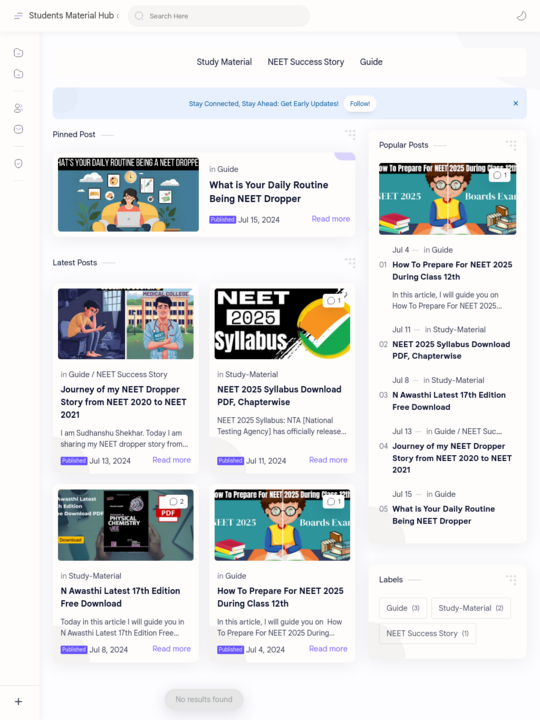 Students Material Hub
Search Here
Study Material NEET Success Story Guide
Stay Connected, Stay Ahead: Get Early Updates! Follow!
Pinned Post
HAT'S YOUR DAILY ROUTINE BEING A NEET DROPPE
in Guide
What is Your Daily Routine
Being NEET Dropper
Published Jul 15, 2024 Read more
Latest Posts
MEDICAL COLLEGE
in Guide / NEET Success Story
Journey of my NEET Dropper
Story from NEET 2020 to NEET
2021
I am Sudhanshu Shekhar. Today I am
sharing my NEET dropper story from...
Published Jul 13, 2024 Read more
NEET
2025
Syllabus
1
in Study-Material
NEET 2025 Syllabus Download
PDF, Chapterwise
NEET 2025 Syllabus: NTA [National
Testing Agency] has officially release...
Published Jul 11, 2024 Read more
Awasthi Latest
h Edition
ee Download PDF
Download
PHYSICAL
CHEMISTRY
PDF
2
in Study-Material
N Awasthi Latest 17th Edition
Free Download
Today in this article I will guide you in
N Awasthi Latest 17th Edition Free...
Published Jul 8, 2024 Read more
ow To Prepare For NEET 2025 During Class 12th
1
EET 2025
Boards Exam
in Guide
How To Prepare For NEET 2025
During Class 12th
In this article, I will guide you on How
To Prepare For NEET 2025 During...
Published Jul 4, 2024 Read more
No results found
Popular Posts
ow To Prepare For NEET 2025 During Class 12th
1
EET 2025
Boards Exam
Jul 4 — in Guide
01 How To Prepare For NEET 2025
During Class 12th
In this article, I will guide you on
How To Prepare For NEET 2025...
Jul 11 — in Study-Material
02 NEET 2025 Syllabus Download
PDF, Chapterwise
Jul 8 — in Study-Material
03 N Awasthi Latest 17th Edition
Free Download
Jul 13 — in Guide / NEET Suc...
04 Journey of my NEET Dropper
Story from NEET 2020 to NEET
2021
Jul 15 — in Guide
05 What is Your Daily Routine
Being NEET Dropper
Labels
Guide (3) Study-Material (2)
NEET Success Story (1)